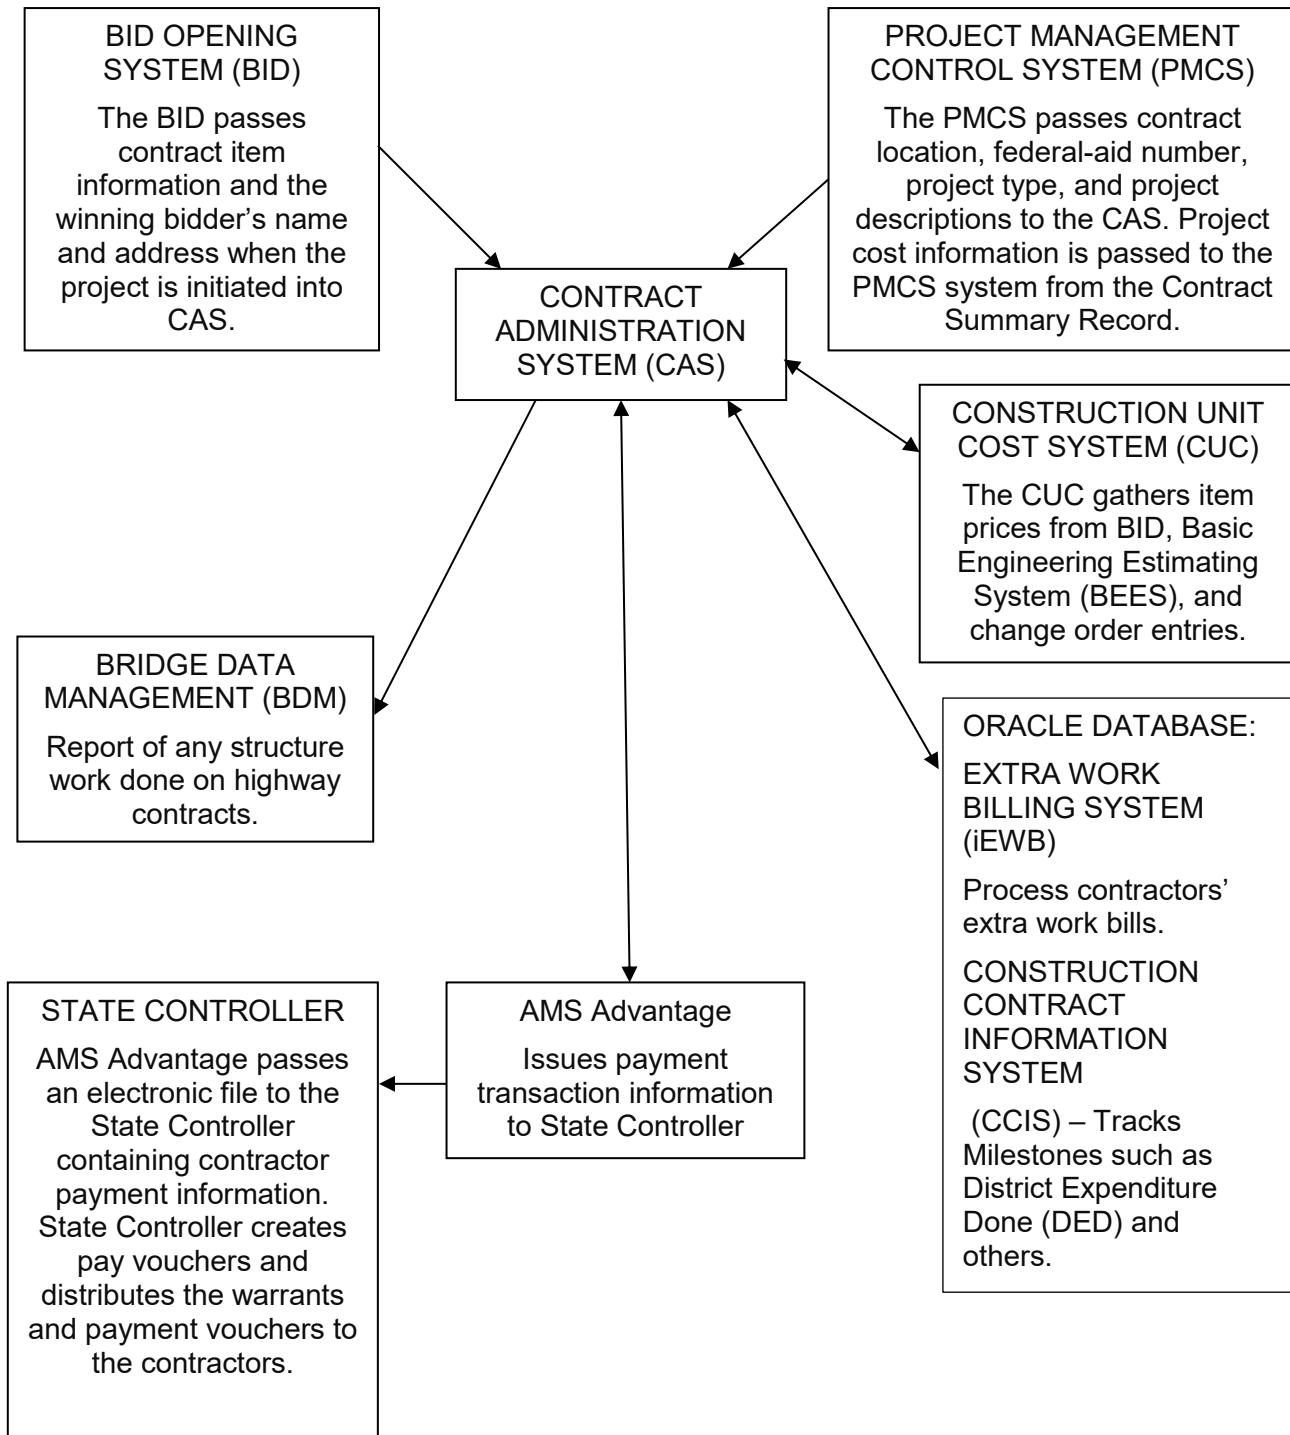 BID OPENING
SYSTEM (BID)
The BID passes
contract item
information and the
winning bidder’s name
and address when the
project is initiated into
CAS.
PROJECT MANAGEMENT
CONTROL SYSTEM (PMCS)
The PMCS passes contract
location, federal-aid number,
project type, and project
descriptions to the CAS. Project
cost information is passed to the
PMCS system from the Contract
Summary Record.
CONTRACT
ADMINISTRATION
SYSTEM (CAS)
CONSTRUCTION UNIT
COST SYSTEM (CUC)
The CUC gathers item
prices from BID, Basic
Engineering Estimating
System (BEES), and
change order entries.
BRIDGE DATA
MANAGEMENT (BDM)
Report of any structure
work done on highway
contracts.
ORACLE DATABASE:
EXTRA WORK
BILLING SYSTEM
(iEWB)
Process contractors’
extra work bills.
CONSTRUCTION
CONTRACT
INFORMATION
SYSTEM
(CCIS) – Tracks
Milestones such as
District Expenditure
Done (DED) and
others.
STATE CONTROLLER
AMS Advantage passes
an electronic file to the
State Controller
containing contractor
payment information.
State Controller creates
pay vouchers and
distributes the warrants
and payment vouchers to
the contractors.
AMS Advantage
Issues payment
transaction information
to State Controller